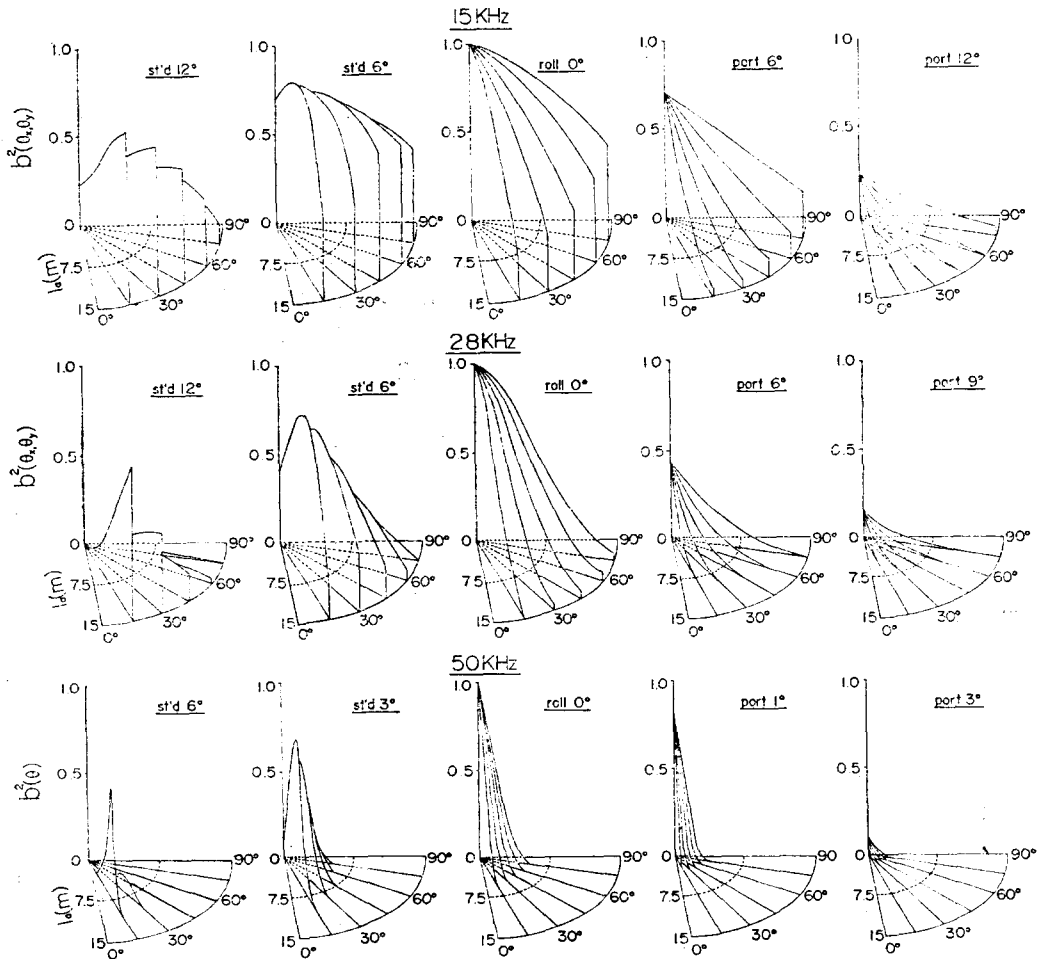 15KHz
st'd 12° st'd 6° roll 0° port 6° port 12°
b²(θx,θy)
1.0 1.0 1.0 1.0 1.0
0.5 0.5 0.5 0.5 0.5
0 0 0 0 0
90° 90° 90° 90° 90°
60° 60° 60° 60° 60°
ld(m)
7.5 7.5 7.5 7.5 7.5
30° 30° 30° 30° 30°
15 0° 15 0° 15 0° 15 0° 15 0°
28KHz
st'd 12° st'd 6° roll 0° port 6° port 9°
b²(θx,θy)
1.0 1.0 1.0 1.0 1.0
0.5 0.5 0.5 0.5 0.5
0 0 0 0 0
90° 90° 90° 90° 90°
60° 60° 60° 60° 60°
ld(m)
7.5 7.5 7.5 7.5 7.5
30° 30° 30° 30° 30°
15 0° 15 0° 15 0° 15 0° 15 0°
50KHz
st'd 6° st'd 3° roll 0° port 1° port 3°
b²(θ)
1.0 1.0 1.0 1.0 1.0
0.5 0.5 0.5 0.5 0.5
0 0 0 0 0
90° 90° 90° 90 90°
60° 60° 60° 60° 60°
ld(m)
7.5 7.5 7.5 7.5 7.5
30° 30° 30° 30° 30°
15 0° 15 0° 15 0° 15 0° 15 0°